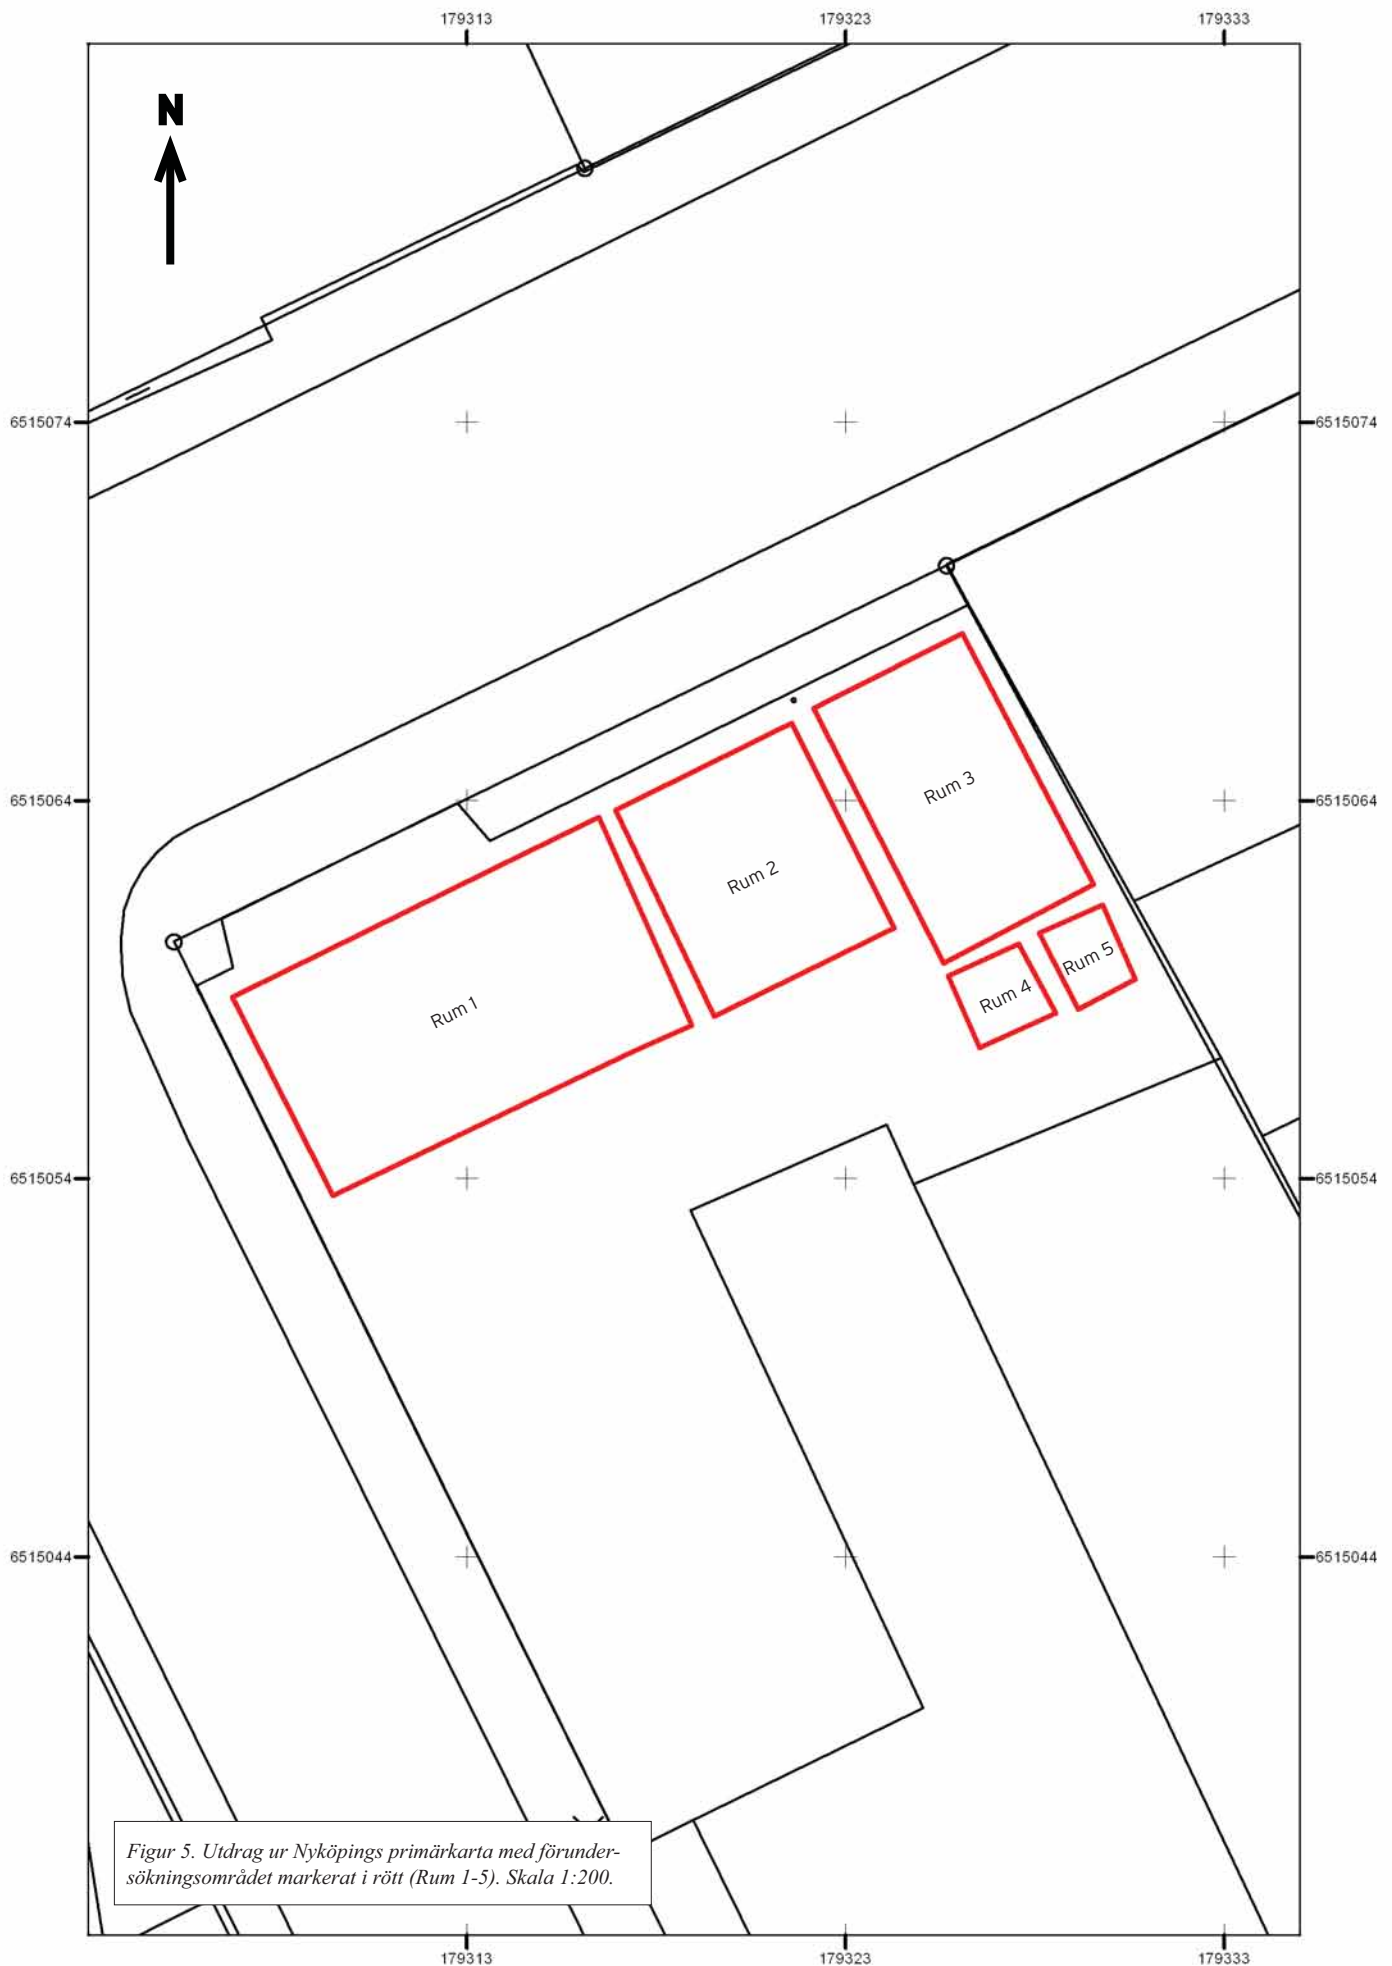 179313 179323 179333
N
6515074 6515074
Rum 3
6515064 6515064
Rum 2
Rum 5
Rum 4
Rum 1
6515054 6515054
6515044 6515044
Figur 5. Utdrag ur Nyköpings primärkarta med förunder-
sökningsområdet markerat i rött (Rum 1-5). Skala 1:200.
179313 179323 179333